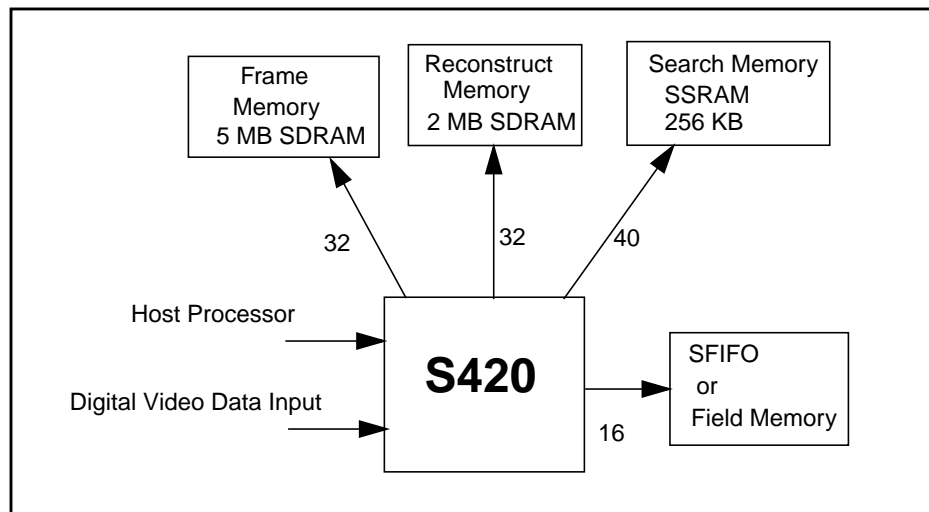 Frame
Memory
5 MB SDRAM
Reconstruct
Memory
2 MB SDRAM
Search Memory
SSRAM
256 KB
32
32
40
Host Processor
Digital Video Data Input
S420
16
SFIFO
or
Field Memory